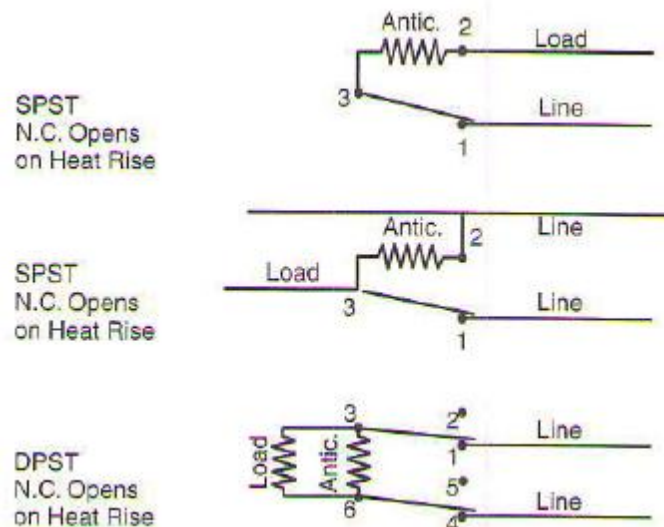 Antic. 2 Load
3
SPST
N.C. Opens
on Heat Rise
Line
1
Antic. 2 Line
SPST
N.C. Opens
on Heat Rise
Load
3
Line
1
DPST
N.C. Opens
on Heat Rise
Load
Antic.
3
2
1
Line
5
6
4
Line